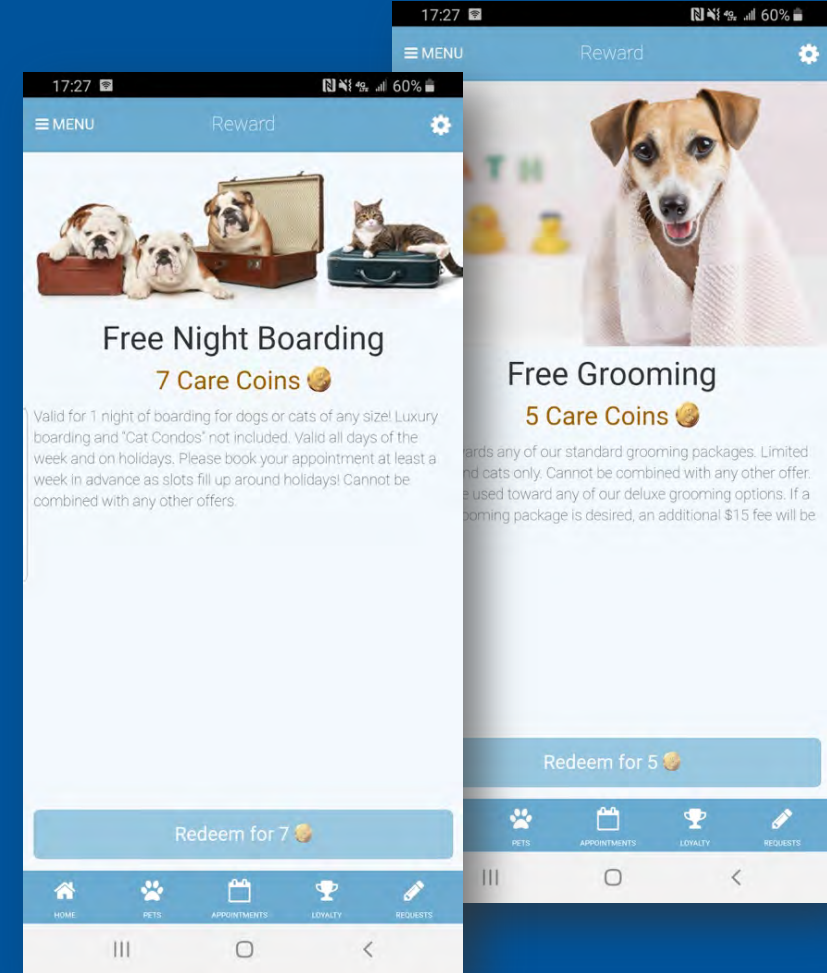 17:27 4G LTE 60%
MENU Reward
Free Night Boarding
7 Care Coins
Valid for 1 night of boarding for dogs or cats of any size! Luxury
boarding and "Cat Condos" not included. Valid all days of the
week and on holidays. Please book your appointment at least a
week in advance as slots fill up around holidays! Cannot be
combined with any other offers.
Redeem for 7
HOME PETS APPOINTMENTS LOYALTY REQUESTS
17:27 4G LTE 60%
MENU Reward
A T H
Free Grooming
5 Care Coins
any of our standard grooming packages. Limited
cats only. Cannot be combined with any other offer.
used toward any of our deluxe grooming options. If a
package is desired, an additional $15 fee will be
Redeem for 5
PETS APPOINTMENTS LOYALTY REQUESTS